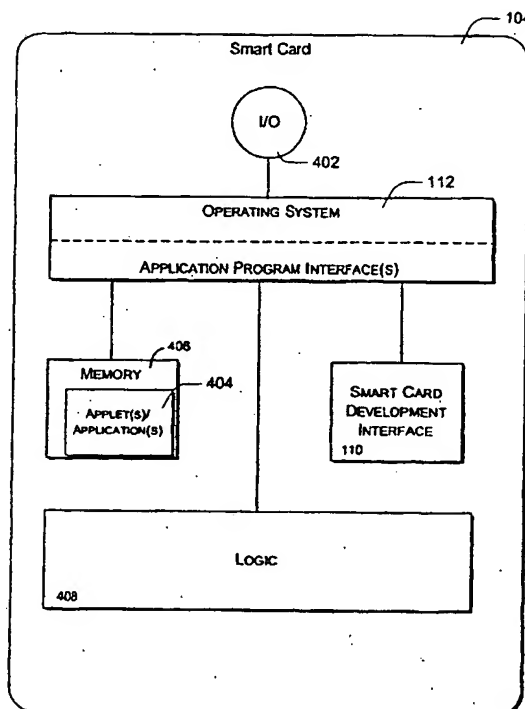 104
Smart Card
I/O
402
112
OPERATING SYSTEM
APPLICATION PROGRAM INTERFACE(S)
406
MEMORY
404
APPLET(S)/
APPLICATION(S)
SMART CARD
DEVELOPMENT
INTERFACE
110
LOGIC
408